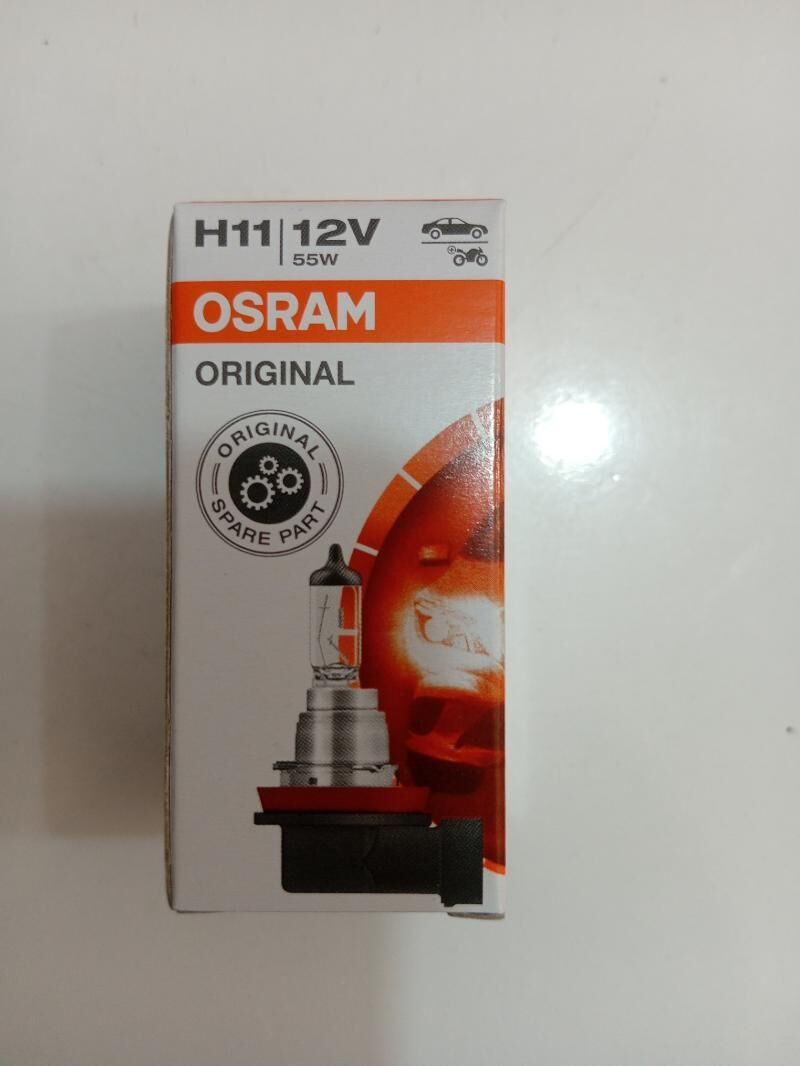 H11 12V
55W
OSRAM
ORIGINAL
ORIGINAL
SPARE PART